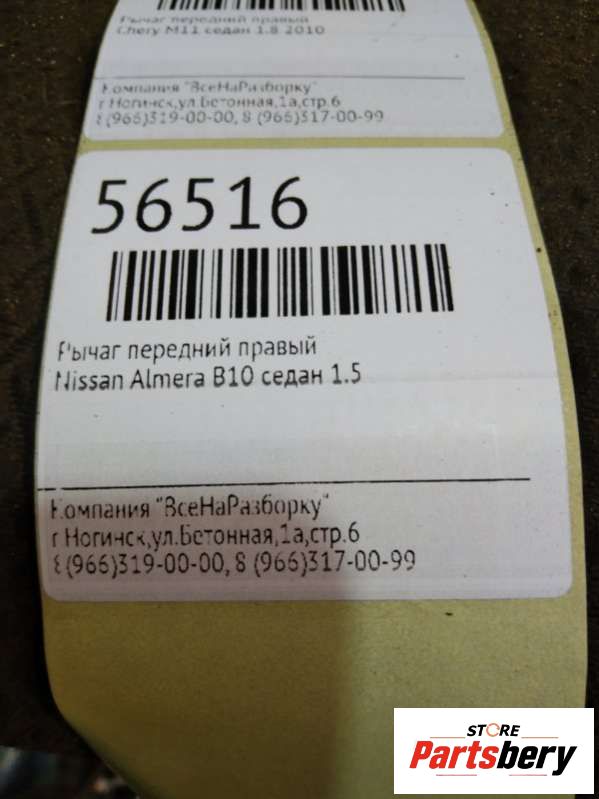 Рычаг передний правый
Chery M11 седан 1.8 2010
Компания "ВсеНаРазборку"
г Ногинск,ул.Бетонная,1а,стр.6
8(966)319-00-00, 8 (966)317-00-99
56516
Рычаг передний правый
Nissan Almera B10 седан 1.5
Компания "ВсеНаРазборку"
г Ногинск,ул.Бетонная,1а,стр.6
8(966)319-00-00, 8 (966)317-00-99
STORE
Partsbery